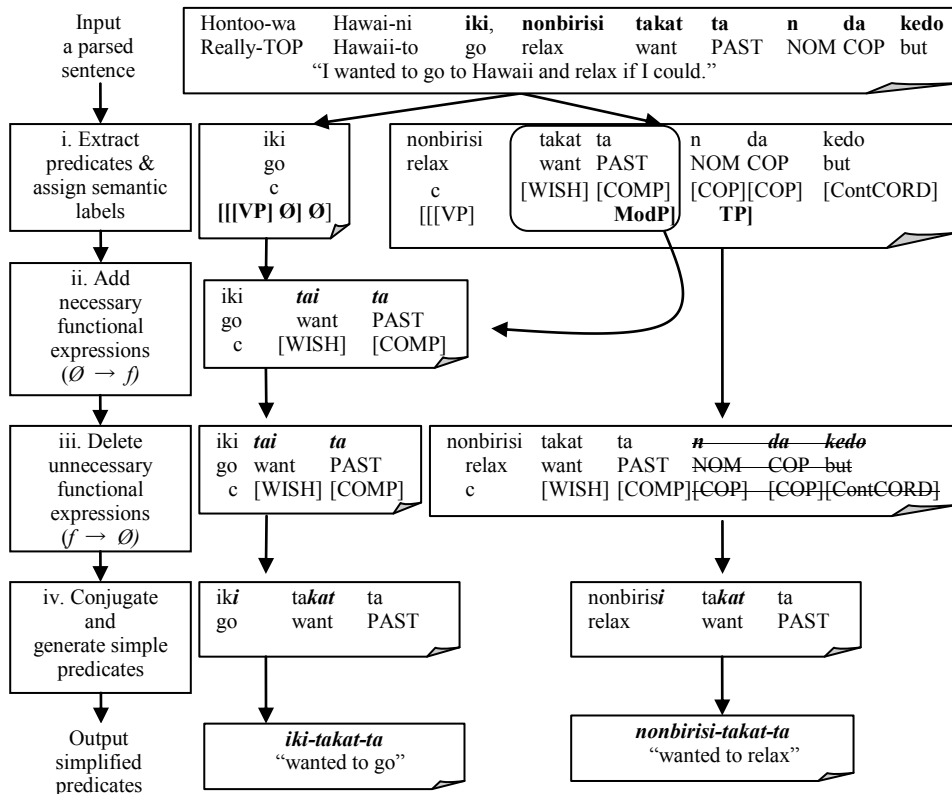 Input
a parsed
sentence
Hontoo-wa Hawai-ni iki, nonbirisi takat ta n da kedo
Really-TOP Hawaii-to go relax want PAST NOM COP but
“I wanted to go to Hawaii and relax if I could.”
i. Extract
predicates &
assign semantic
labels
iki
go
c
[[[VP] Ø] Ø]
nonbirisi takat ta n da kedo
relax want PAST NOM COP but
c [WISH] [COMP] [COP][COP] [ContCORD]
[[[VP] ModP] TP]
ii. Add
necessary
functional
expressions
(Ø → f)
iki tai ta
go want PAST
c [WISH] [COMP]
iii. Delete
unnecessary
functional
expressions
(f → Ø)
iki tai ta
go want PAST
c [WISH] [COMP]
nonbirisi takat ta n da kedo
relax want PAST NOM COP but
c [WISH] [COMP][COP] [COP][ContCORD]
iv. Conjugate
and
generate simple
predicates
iki takat ta
go want PAST
nonbirisi takat ta
relax want PAST
Output
simplified
predicates
iki-takat-ta
“wanted to go”
nonbirisi-takat-ta
“wanted to relax”